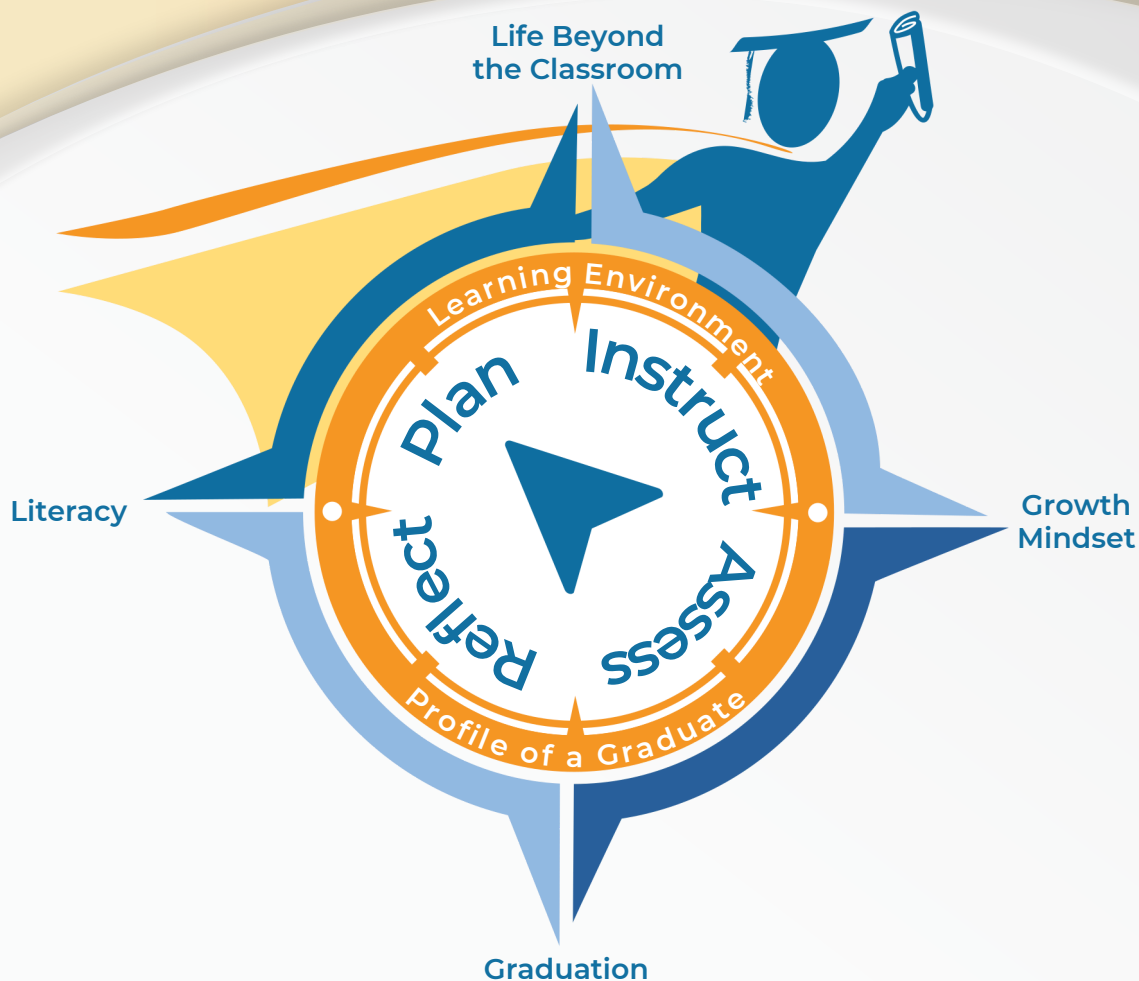 Life Beyond
the Classroom
Learning Environment
Plan
Instruct
Literacy
Growth
Mindset
Reflect
Assess
Profile of a Graduate
Graduation